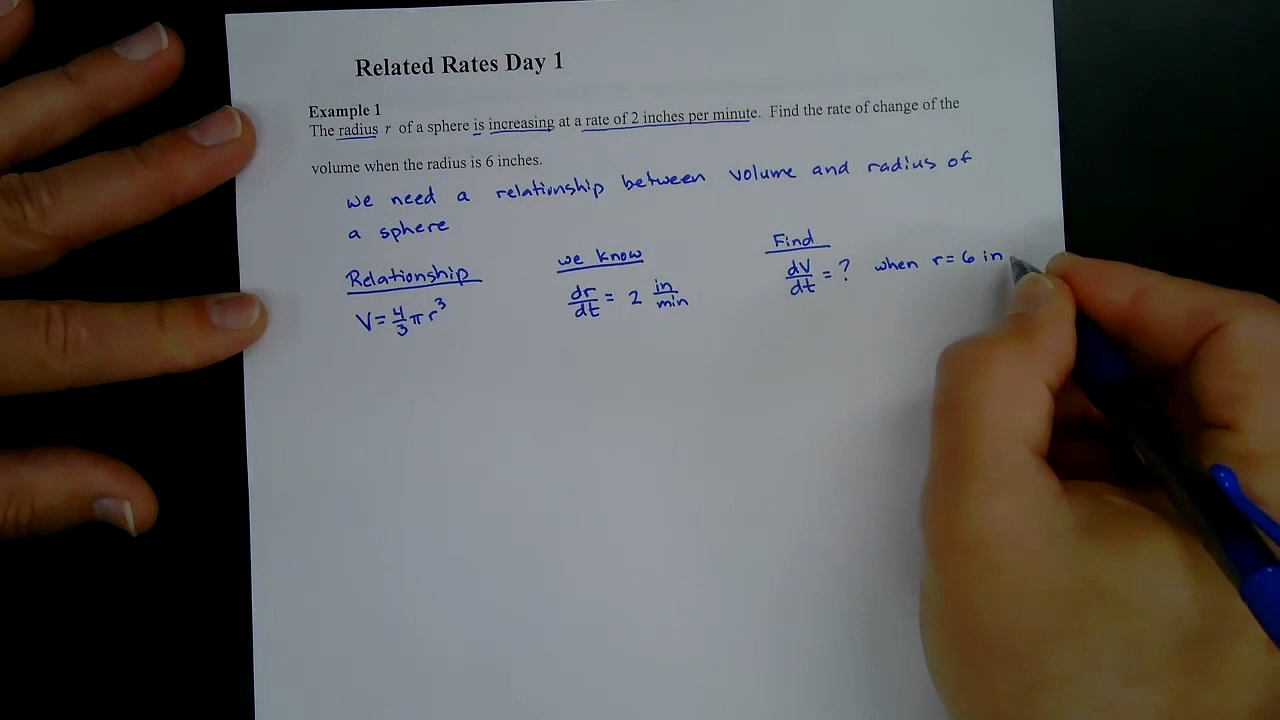 Related Rates Day 1
Example 1
The radius r of a sphere is increasing at a rate of 2 inches per minute. Find the rate of change of the
volume when the radius is 6 inches.
we need a relationship between volume and radius of
a sphere
Relationship
V = 4/3 π r³
we know
dr/dt = 2 in/min
Find
dV/dt = ? when r = 6 in